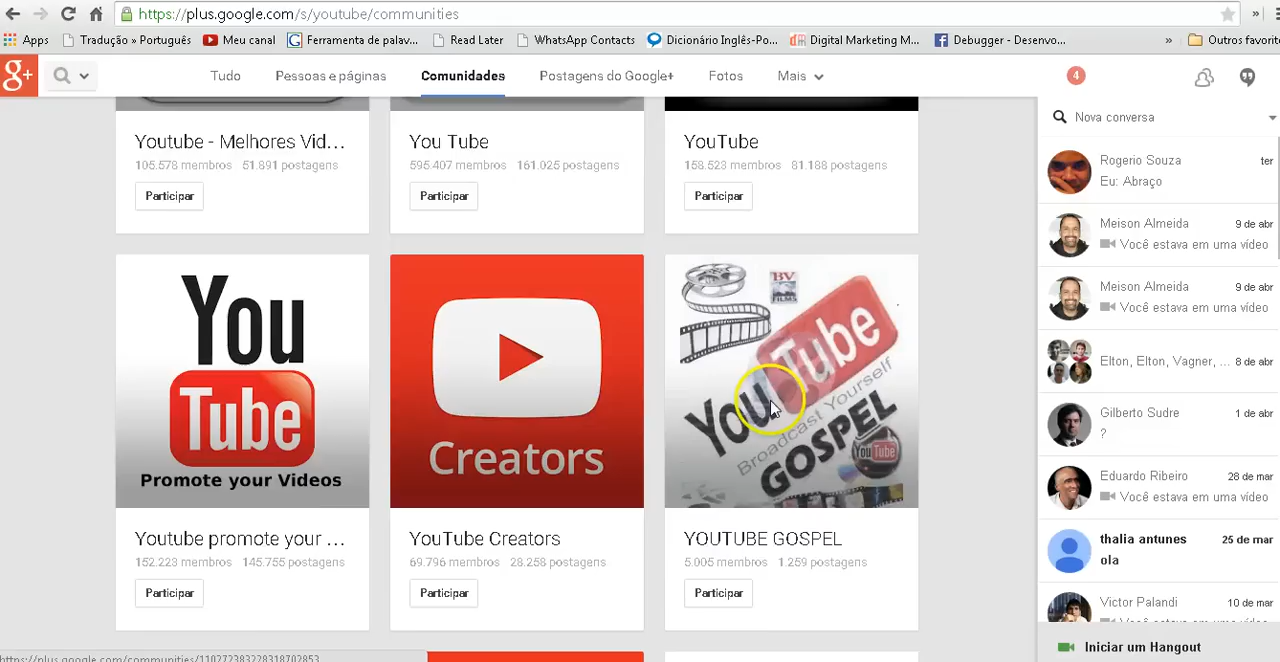 https://plus.google.com/s/youtube/communities
Apps Tradução » Português Meu canal Ferramenta de palav... Read Later WhatsApp Contacts Dicionário Inglês-Po... Digital Marketing M... Debugger - Desenvo... » Outros favorit
g+ Tudo Pessoas e páginas Comunidades Postagens do Google+ Fotos Mais 4
Nova conversa
Youtube - Melhores Vid...
105.578 membros 51.891 postagens
Participar
You Tube
595.407 membros 161.025 postagens
Participar
YouTube
158.523 membros 81.188 postagens
Participar
You
Tube
Promote your Videos
Youtube promote your ...
152.223 membros 145.755 postagens
Participar
Creators
YouTube Creators
69.796 membros 28.258 postagens
Participar
BV
FILMS
YouTube
Broadcast Yourself
GOSPEL
YouTube
YOUTUBE GOSPEL
5.005 membros 1.259 postagens
Participar
Rogerio Souza ter
Eu: Abraço
Meison Almeida 9 de abr
Você estava em uma vídeo
Meison Almeida 9 de abr
Você estava em uma vídeo
Elton, Elton, Vagner, ... 8 de abr
Gilberto Sudre 1 de abr
?
Eduardo Ribeiro 28 de mar
Você estava em uma vídeo
thalia antunes 25 de mar
ola
Victor Palandi 10 de mar
Iniciar um Hangout
https://plus.google.com/communities/110272383228318702853